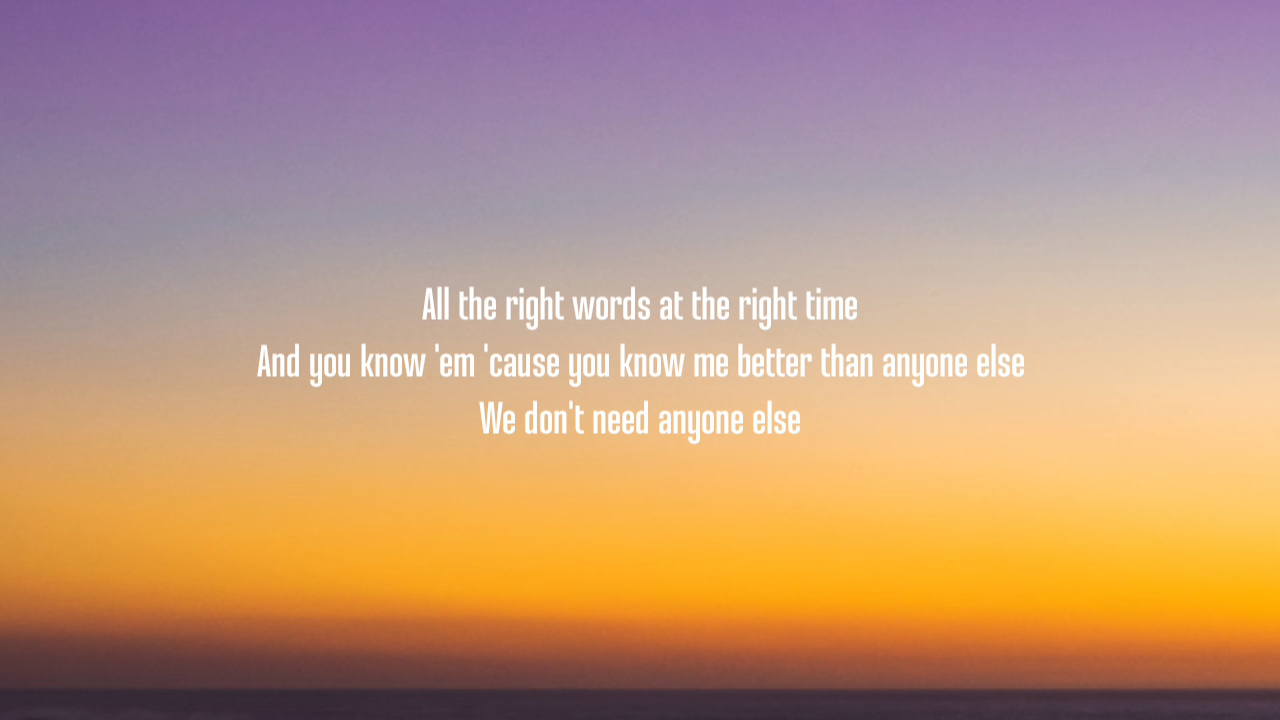 All the right words at the right time
And you know 'em 'cause you know me better than anyone else
We don't need anyone else